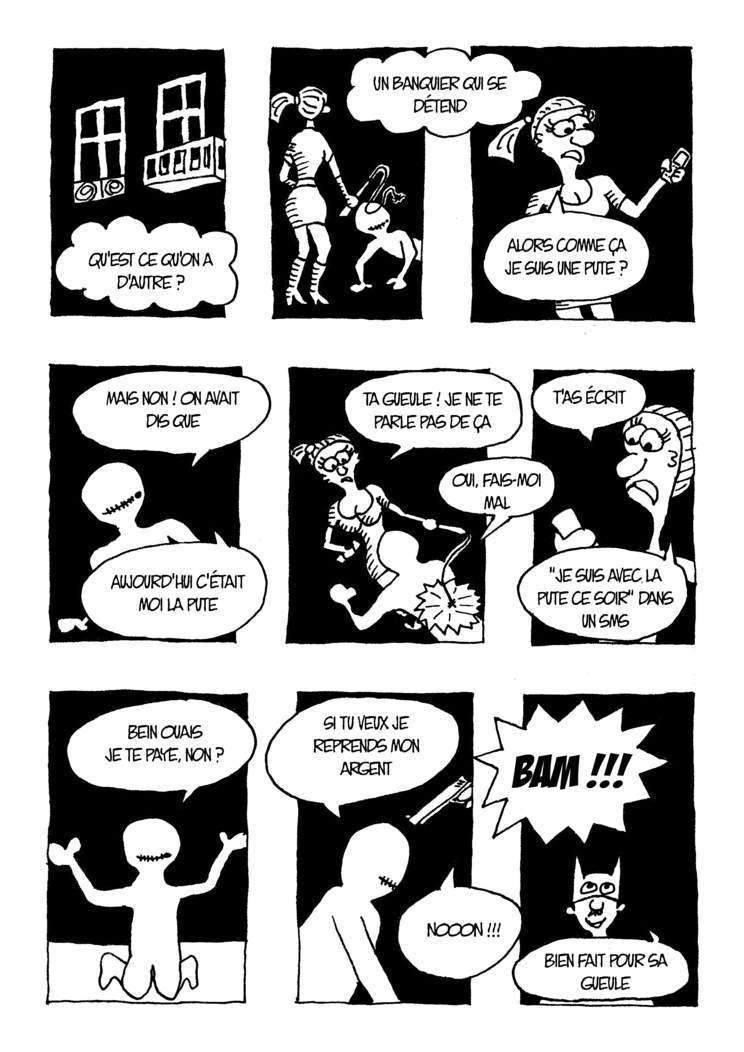 QU'EST CE QU'ON A
D'AUTRE ?
UN BANQUIER QUI SE
DÉTEND
ALORS COMME ÇA
JE SUIS UNE PUTE ?
MAIS NON ! ON AVAIT
DIS QUE
AUJOURD'HUI C'ÉTAIT
MOI LA PUTE
TA GUEULE ! JE NE TE
PARLE PAS DE ÇA
OUI, FAIS-MOI
MAL
T'AS ÉCRIT
"JE SUIS AVEC LA
PUTE CE SOIR" DANS
UN SMS
BEIN OUAIS
JE TE PAYE, NON ?
SI TU VEUX JE
REPRENDS MON
ARGENT
NOOON !!!
BAM !!!
BIEN FAIT POUR SA
GUEULE